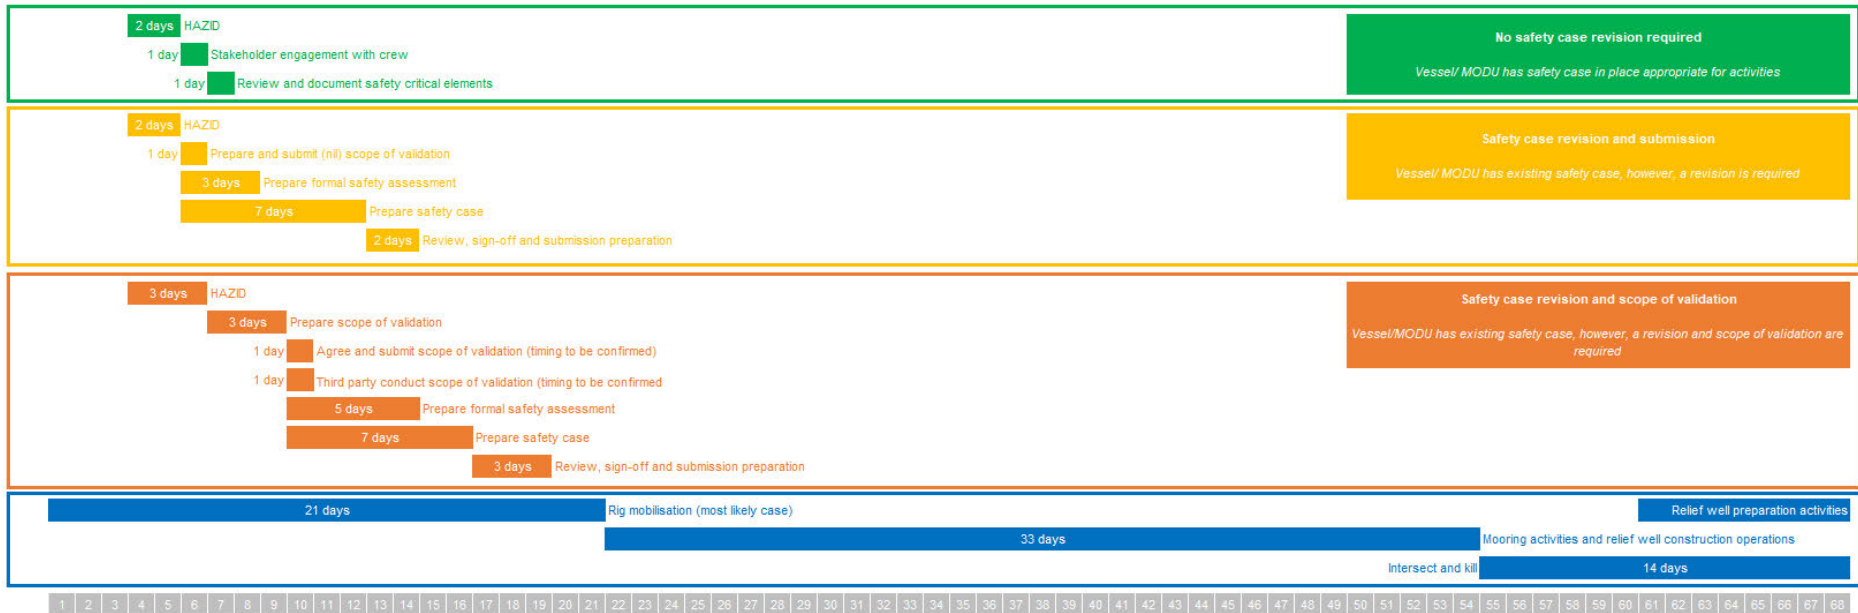 2 days HAZID
No safety case revision required
1 day Stakeholder engagement with crew
Vessel/ MODU has safety case in place appropriate for activities
1 day Review and document safety critical elements
2 days HAZID
Safety case revision and submission
1 day Prepare and submit (nil) scope of validation
Vessel/ MODU has existing safety case, however, a revision is required
3 days Prepare formal safety assessment
7 days Prepare safety case
2 days Review, sign-off and submission preparation
3 days HAZID
Safety case revision and scope of validation
3 days Prepare scope of validation
Vessel/MODU has existing safety case, however, a revision and scope of validation are
required
1 day Agree and submit scope of validation (timing to be confirmed)
1 day Third party conduct scope of validation (timing to be confirmed
5 days Prepare formal safety assessment
7 days Prepare safety case
3 days Review, sign-off and submission preparation
21 days Rig mobilisation (most likely case)
Relief well preparation activities
33 days Mooring activities and relief well construction operations
Intersect and kill 14 days
1 2 3 4 5 6 7 8 9 10 11 12 13 14 15 16 17 18 19 20 21 22 23 24 25 26 27 28 29 30 31 32 33 34 35 36 37 38 39 40 41 42 43 44 45 46 47 48 49 50 51 52 53 54 55 56 57 58 59 60 61 62 63 64 65 66 67 68